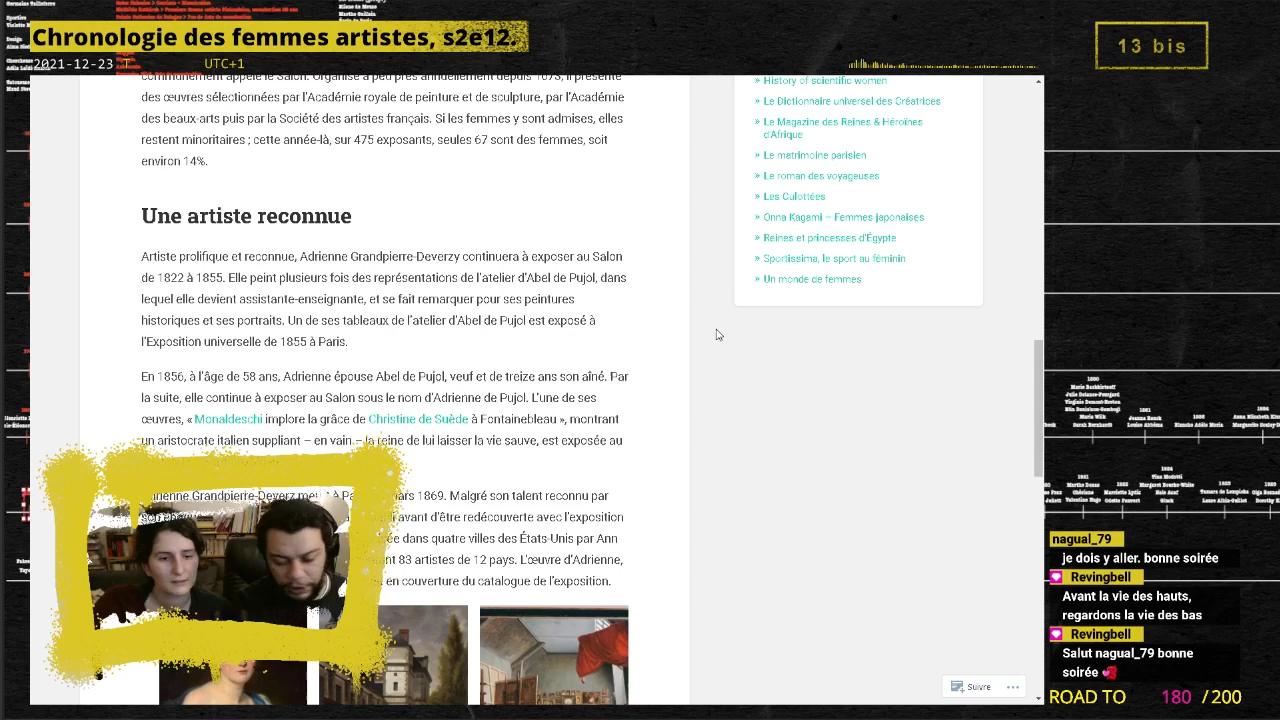 Chronologie des femmes artistes, s2e12.
2021-12-23 T UTC+1
13 bis
communément appelé le Salon. Organisé à peu près annuellement depuis 1673, il présente
des œuvres sélectionnées par l'Académie royale de peinture et de sculpture, par l'Académie
des beaux-arts puis par la Société des artistes français. Si les femmes y sont admises, elles
restent minoritaires ; cette année-là, sur 475 exposants, seules 67 sont des femmes, soit
environ 14%.
Une artiste reconnue
Artiste prolifique et reconnue, Adrienne Grandpierre-Deverzy continuera à exposer au Salon
de 1822 à 1855. Elle peint plusieurs fois des représentations de l'atelier d'Abel de Pujol, dans
lequel elle devient assistante-enseignante, et se fait remarquer pour ses peintures
historiques et ses portraits. Un de ses tableaux de l'atelier d'Abel de Pujol est exposé à
l'Exposition universelle de 1855 à Paris.
En 1856, à l'âge de 58 ans, Adrienne épouse Abel de Pujol, veuf et de treize ans son aîné. Par
la suite, elle continue à exposer au Salon sous le nom d'Adrienne de Pujol. L'une de ses
œuvres, « Monaldeschi implore la grâce de Christine de Suède à Fontainebleau », montrant
un aristocrate italien suppliant – en vain – la reine de lui laisser la vie sauve, est exposée au
Grandpierre-Deverz meurt à Pa ars 1869. Malgré son talent reconnu par
avant d'être redécouverte avec l'exposition
ée dans quatre villes des États-Unis par Ann
nt 83 artistes de 12 pays. L'œuvre d'Adrienne,
en couverture du catalogue de l'exposition.
History of scientific women
» Le Dictionnaire universel des Créatrices
» Le Magazine des Reines & Héroïnes
d'Afrique
» Le matrimoine parisien
» Le roman des voyageuses
» Les Culottées
» Onna Kagami – Femmes japonaises
» Reines et princesses d'Égypte
» Sportissima, le sport au féminin
» Un monde de femmes
Suivre
nagual_79
je dois y aller. bonne soirée
Revingbell
Avant la vie des hauts,
regardons la vie des bas
Revingbell
Salut nagual_79 bonne
soirée
ROAD TO 180 / 200